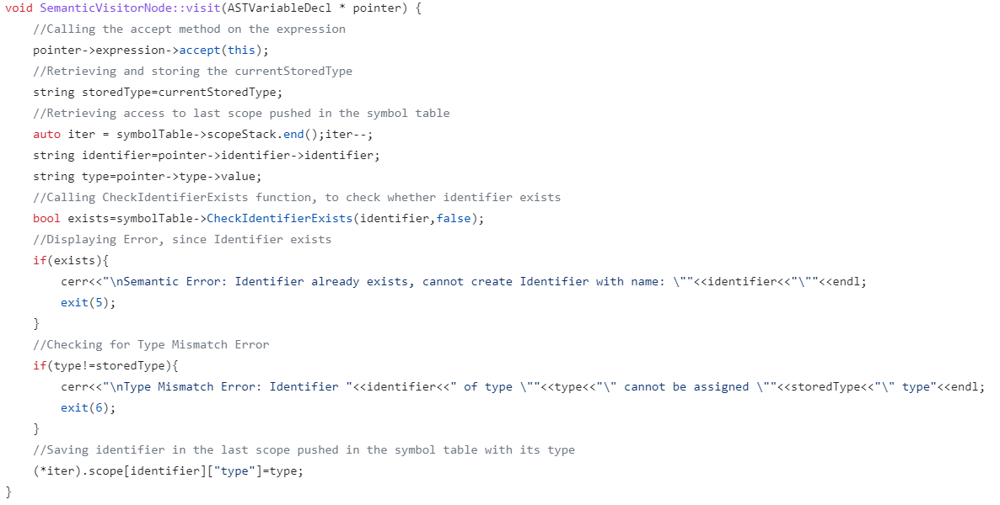 void SemanticVisitorNode::visit(ASTVariableDecl * pointer) {
    //Calling the accept method on the expression
    pointer->expression->accept(this);
    //Retrieving and storing the currentStoredType
    string storedType=currentStoredType;
    //Retrieving access to last scope pushed in the symbol table
    auto iter = symbolTable->scopeStack.end();iter--;
    string identifier=pointer->identifier->identifier;
    string type=pointer->type->value;
    //Calling CheckIdentifierExists function, to check whether identifier exists
    bool exists=symbolTable->CheckIdentifierExists(identifier,false);
    //Displaying Error, since Identifier exists
    if(exists){
        cerr<<"\nSemantic Error: Identifier already exists, cannot create Identifier with name: \""<<identifier<<"\""<<endl;
        exit(5);
    }
    //Checking for Type Mismatch Error
    if(type!=storedType){
        cerr<<"\nType Mismatch Error: Identifier "<<identifier<<" of type \""<<type<<"\" cannot be assigned \""<<storedType<<"\" type"<<endl;
        exit(6);
    }
    //Saving identifier in the last scope pushed in the symbol table with its type
    (*iter).scope[identifier]["type"]=type;
}